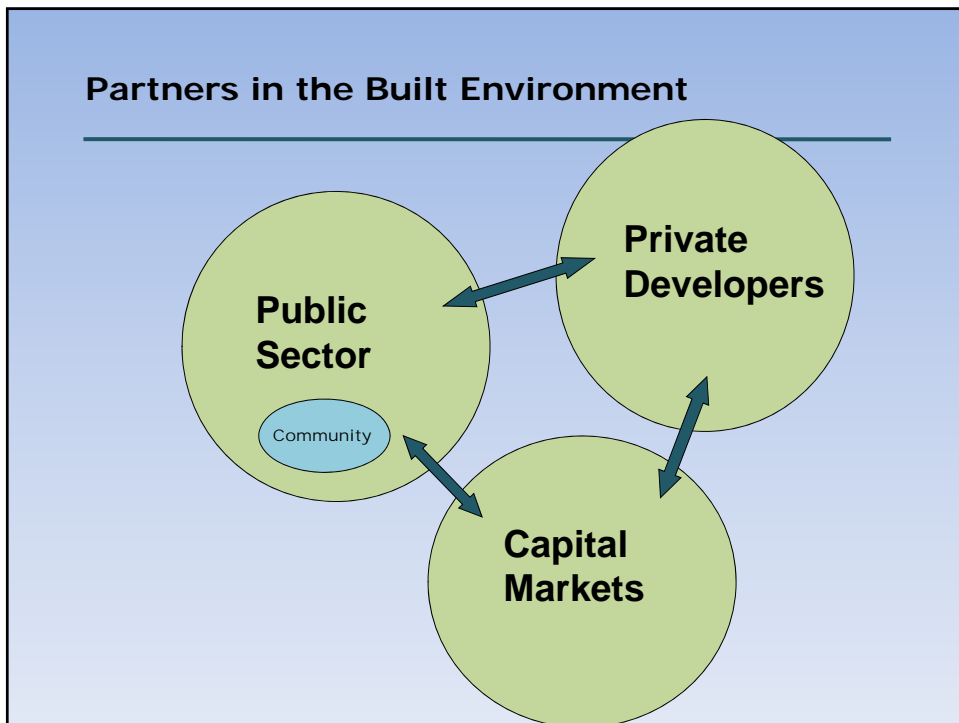 Partners in the Built Environment
Private
Developers
Public
Sector
Community
Capital
Markets